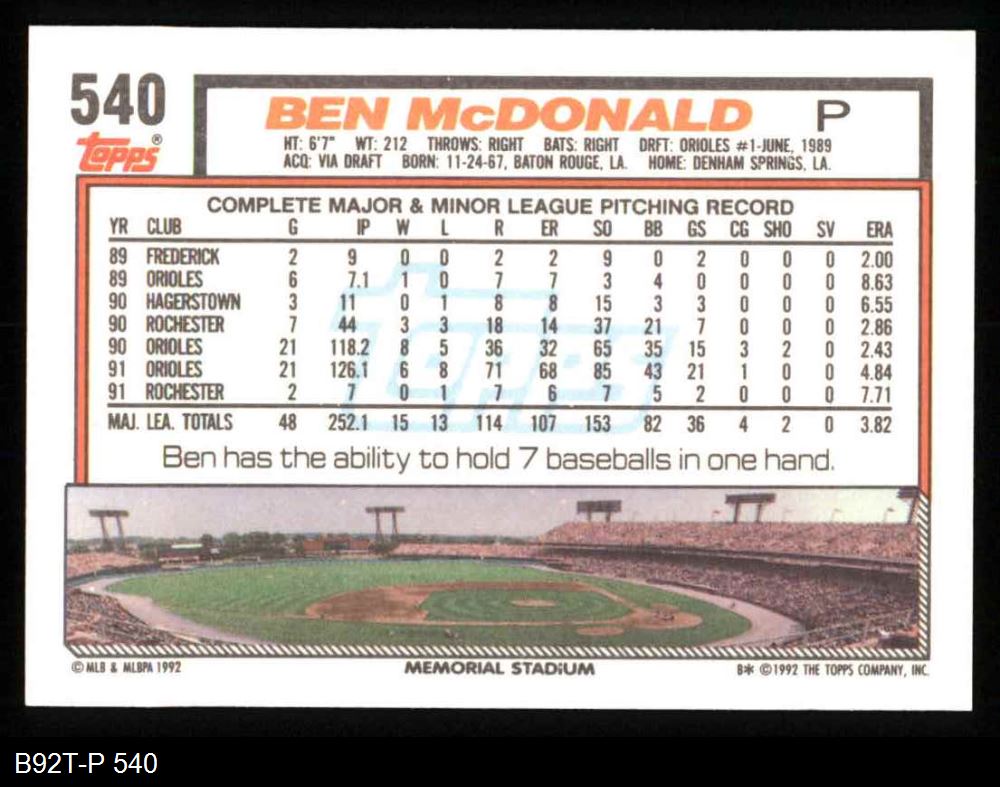 540
BEN McDONALD P
topps®
HT: 6'7" WT: 212 THROWS: RIGHT BATS: RIGHT DRFT: ORIOLES #1-JUNE, 1989
ACQ: VIA DRAFT BORN: 11-24-67, BATON ROUGE, LA. HOME: DENHAM SPRINGS, LA.
COMPLETE MAJOR & MINOR LEAGUE PITCHING RECORD
YR CLUB G IP W L R ER SO BB GS CG SHO SV ERA
89 FREDERICK 2 9 0 0 2 2 9 0 2 0 0 0 2.00
89 ORIOLES 6 7.1 1 0 7 7 3 4 0 0 0 0 8.63
90 HAGERSTOWN 3 11 0 1 8 8 15 3 3 0 0 0 6.55
90 ROCHESTER 7 44 3 3 18 14 37 21 7 0 0 0 2.86
90 ORIOLES 21 118.2 8 5 36 32 65 35 15 3 2 0 2.43
91 ORIOLES 21 126.1 6 8 71 68 85 43 21 1 0 0 4.84
91 ROCHESTER 2 7 0 1 7 6 7 5 2 0 0 0 7.71
MAJ. LEA. TOTALS 48 252.1 15 13 114 107 153 82 36 4 2 0 3.82
topps
Ben has the ability to hold 7 baseballs in one hand.
© MLB & MLBPA 1992 MEMORIAL STADIUM B* © 1992 THE TOPPS COMPANY, INC.
B92T-P 540